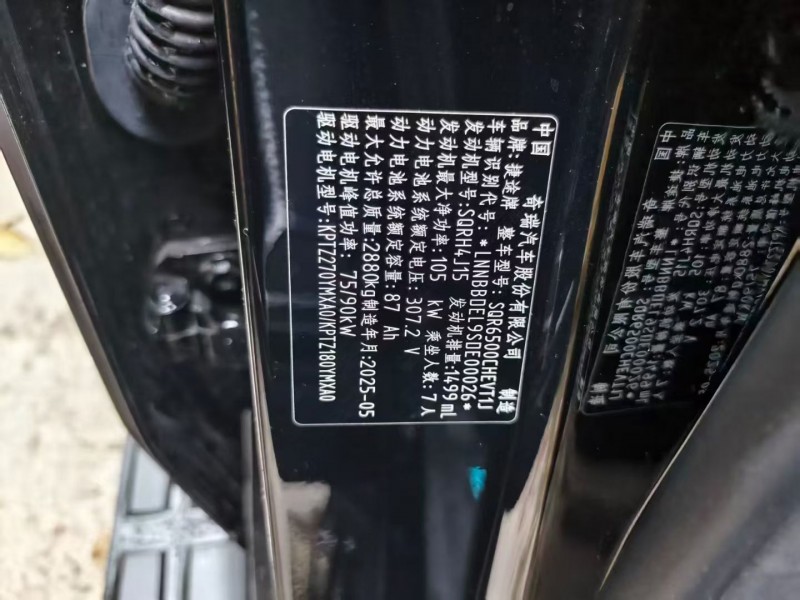 中国 奇瑞汽车股份有限公司 制造
品牌:捷途牌 整车型号:SQR6500CHEVT1J
车辆识别代号:*LNNBBDEL9SDE00026*
发动机型号:SQRH4J15 发动机排量:1499 mL
发动机最大净功率:105 kW 乘坐人数:7人
动力电池系统额定电压:307.2 V
动力电池系统额定容量:87 Ah
最大允许总质量:2880kg制造年月:2025-05
驱动电机峰值功率:75/90kW
驱动电机型号:KPTZ270YMXA0/KPTZ180YMXA0